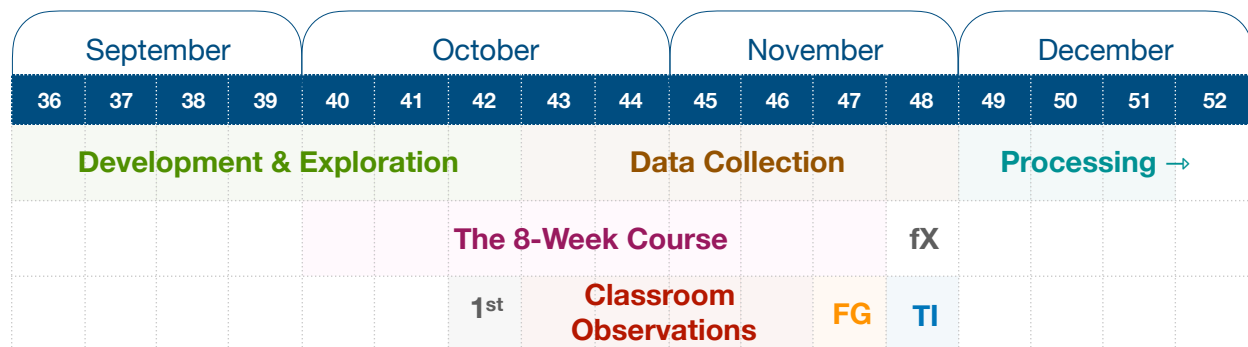 September October November December
36 37 38 39 40 41 42 43 44 45 46 47 48 49 50 51 52
Development & Exploration Data Collection Processing →
The 8-Week Course fX
1st Classroom Observations FG TI